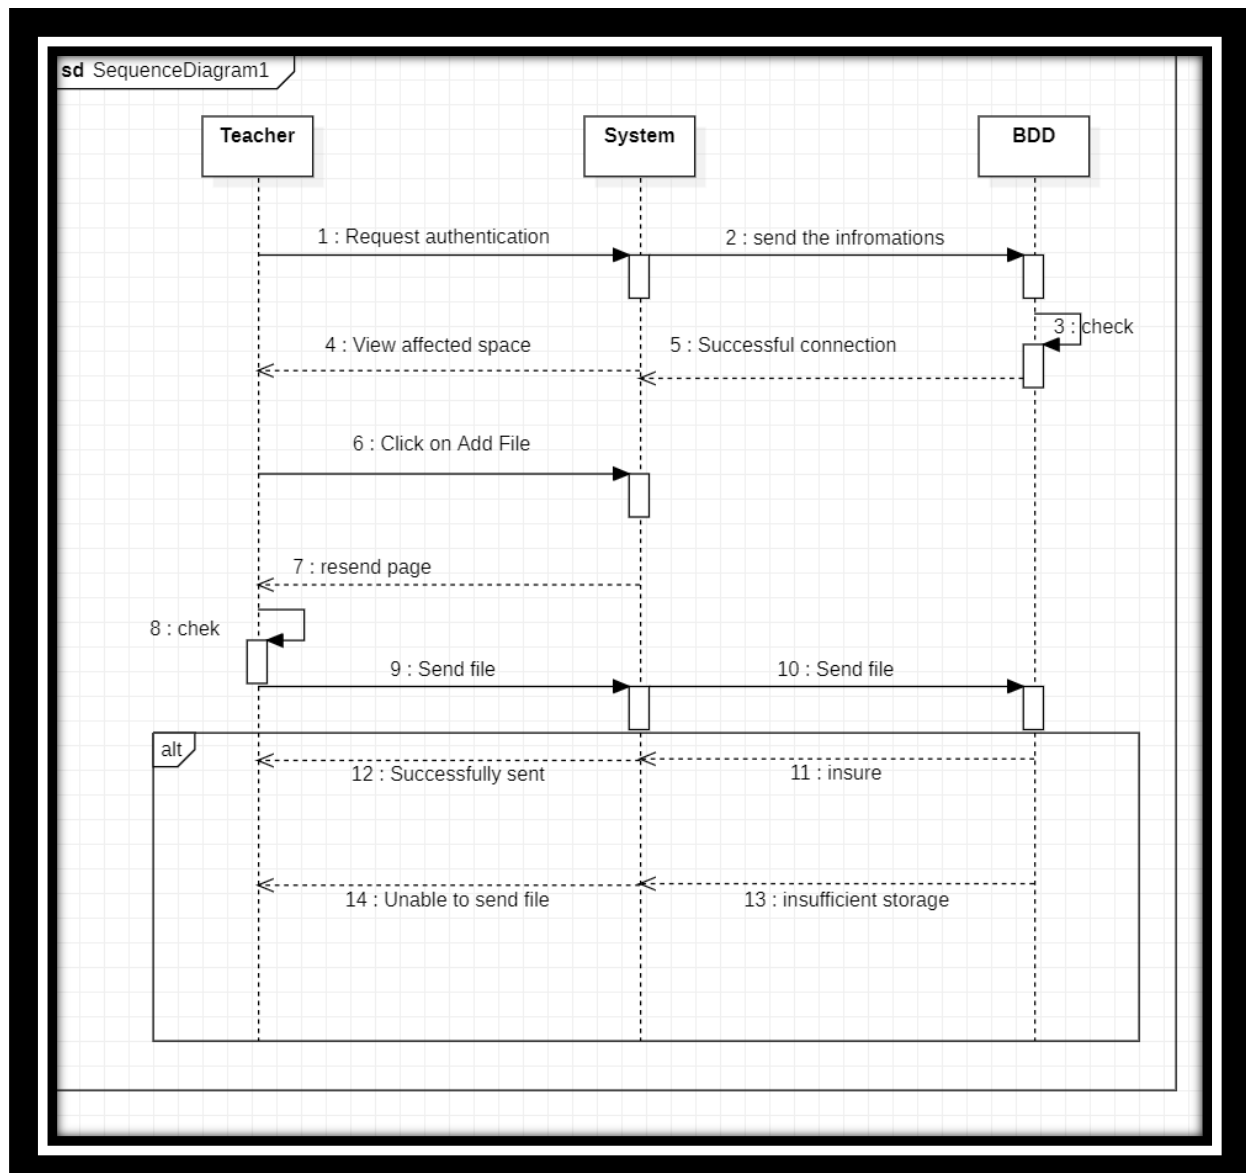 sd SequenceDiagram1
Teacher
System
BDD
1 : Request authentication
2 : send the infromations
3 : check
4 : View affected space
5 : Successful connection
6 : Click on Add File
7 : resend page
8 : chek
9 : Send file
10 : Send file
alt
12 : Successfully sent
11 : insure
14 : Unable to send file
13 : insufficient storage